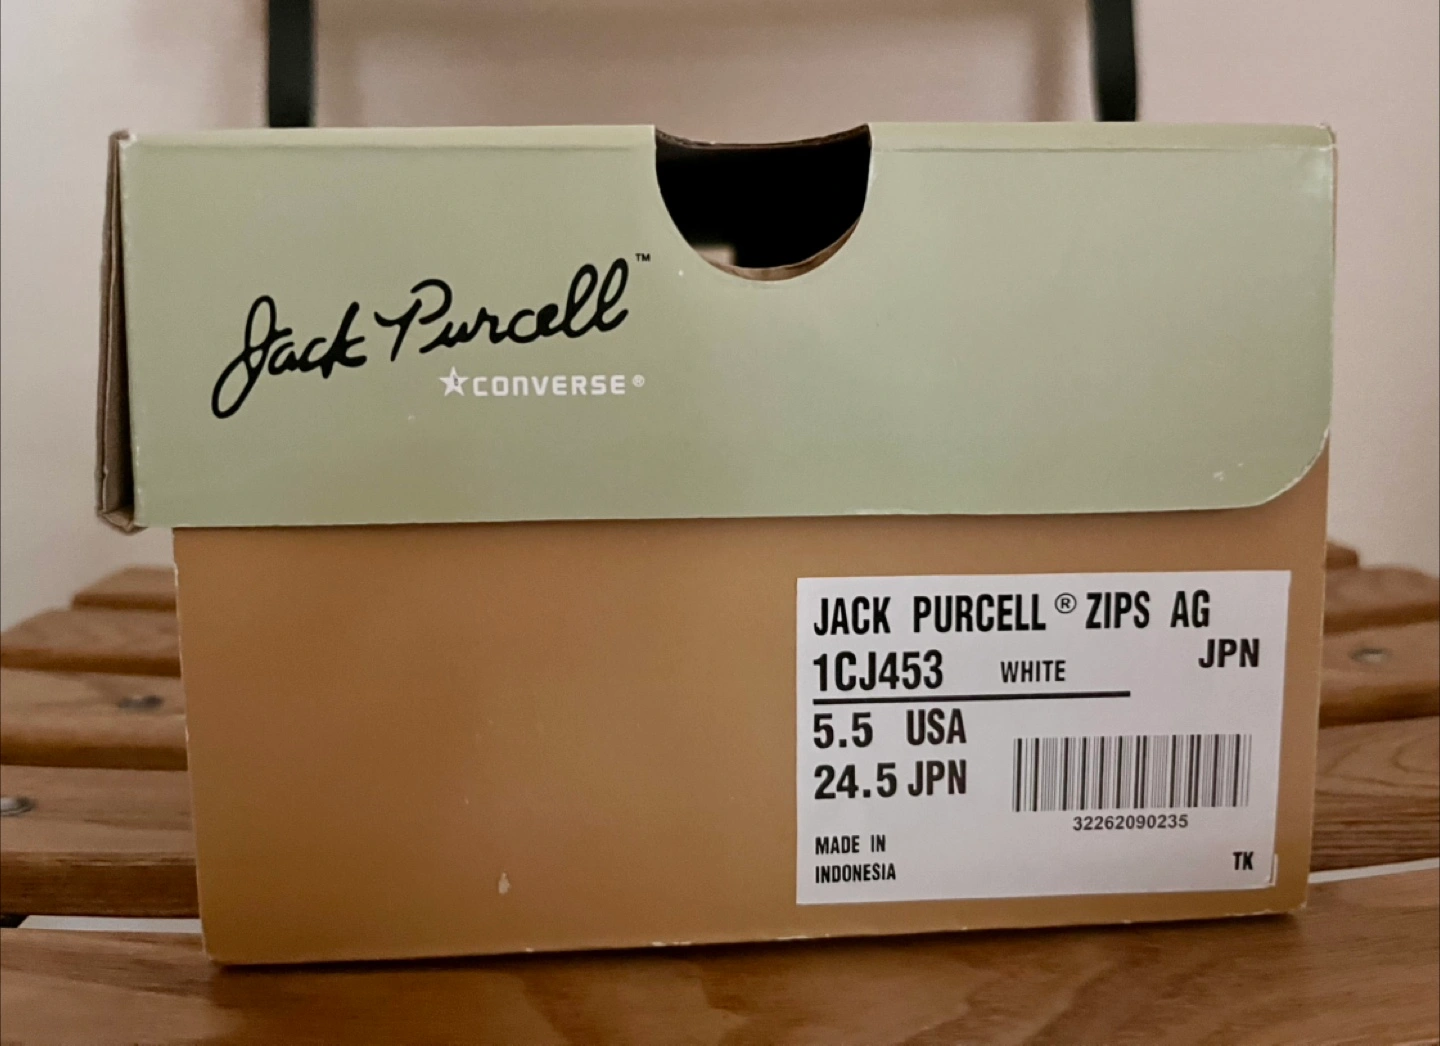 Jack Purcell™
CONVERSE®
JACK PURCELL® ZIPS AG
JPN
1CJ453 WHITE
5.5 USA
24.5 JPN
32262090235
MADE IN
INDONESIA
TK